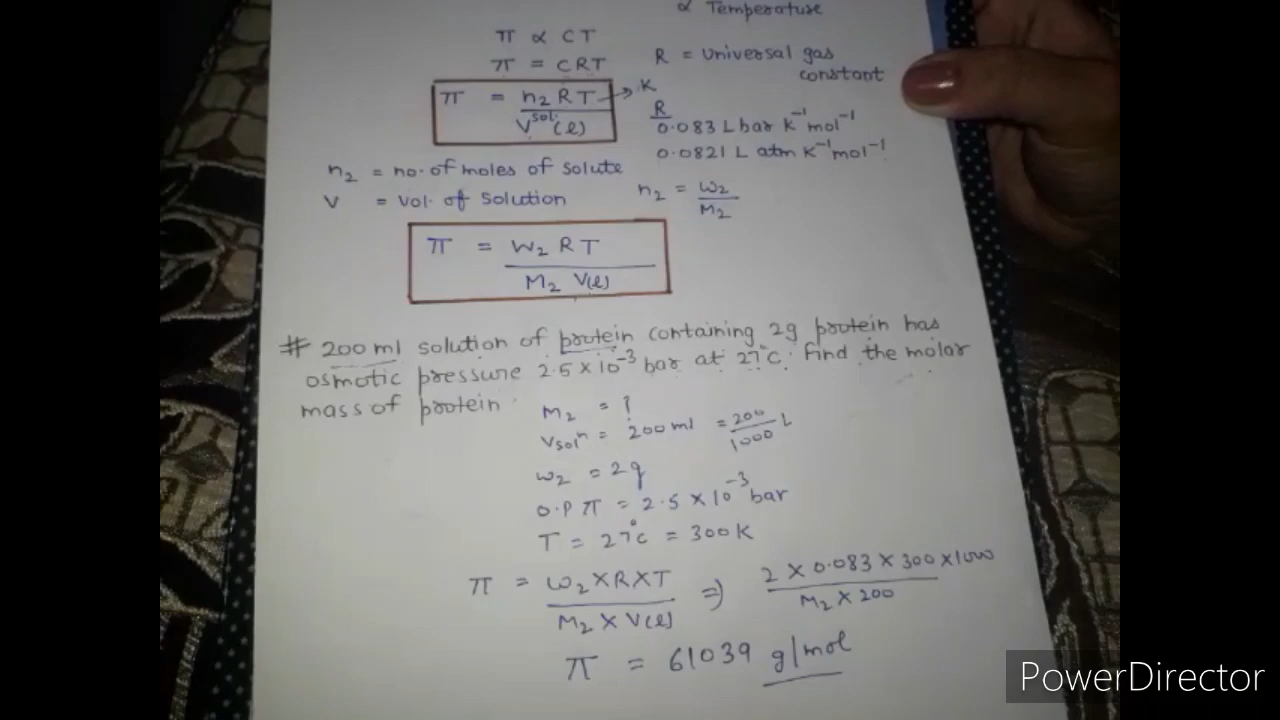 ∝ Temperature
π ∝ CT
π = CRT
R = Universal gas constant
π = n₂RT → K
Vsol. (l)
R
0.083 L bar K⁻¹ mol⁻¹
0.0821 L atm K⁻¹ mol⁻¹
n₂ = no. of moles of solute
V = Vol. of Solution
n₂ = w₂
M₂
π = W₂ R T
M₂ V(l)
# 200 ml solution of protein containing 2g protein has
osmotic pressure 2.5 × 10⁻³ bar at 27°C. Find the molar
mass of protein.
M₂ = ?
Vsolⁿ = 200 ml = 200/1000 L
w₂ = 2g
O.P π = 2.5 × 10⁻³ bar
T = 27°C = 300 K
π = w₂ × R × T ⇒ 2 × 0.083 × 300 × 1000
M₂ × V(l) M₂ × 200
π = 61039 g/mol
PowerDirector